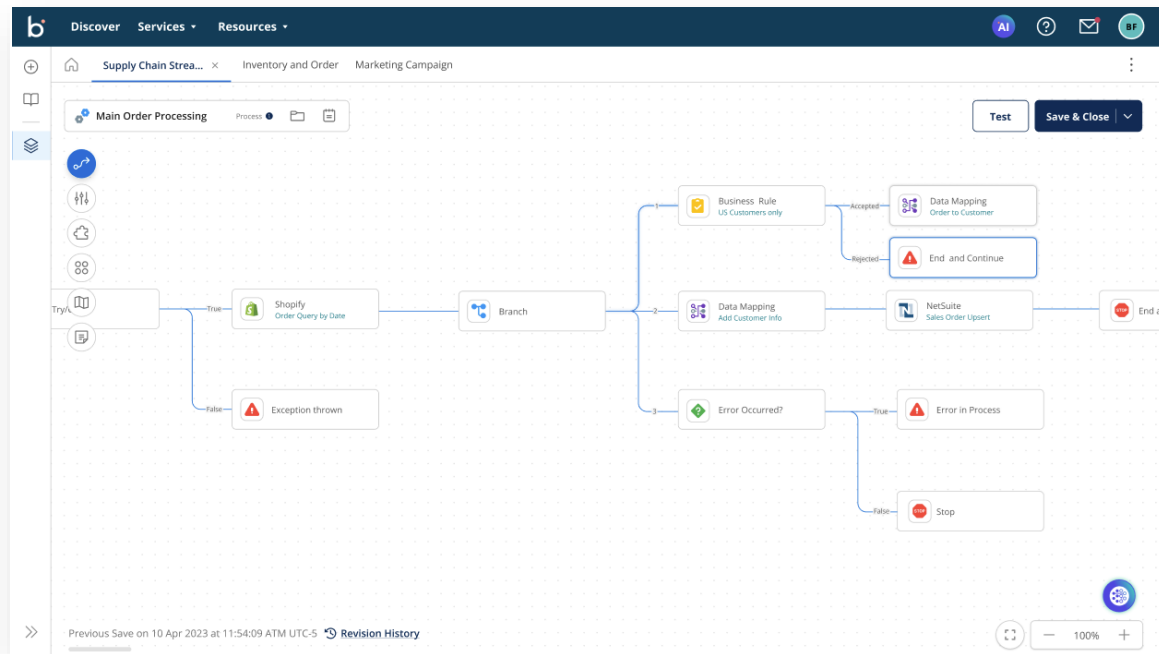 b
Discover Services Resources
AI
BF
Supply Chain Strea... ×
Inventory and Order
Marketing Campaign
Main Order Processing
Process
Test
Save & Close
1
Business Rule
US Customers only
Accepted
Data Mapping
Order to Customer
Rejected
End and Continue
Try/
True
Shopify
Order Query by Date
Branch
2
Data Mapping
Add Customer Info
N
NetSuite
Sales Order Upsert
STOP
End a
False
Exception thrown
3
Error Occurred?
True
Error in Process
False
STOP
Stop
Previous Save on 10 Apr 2023 at 11:54:09 ATM UTC-5
Revision History
100%